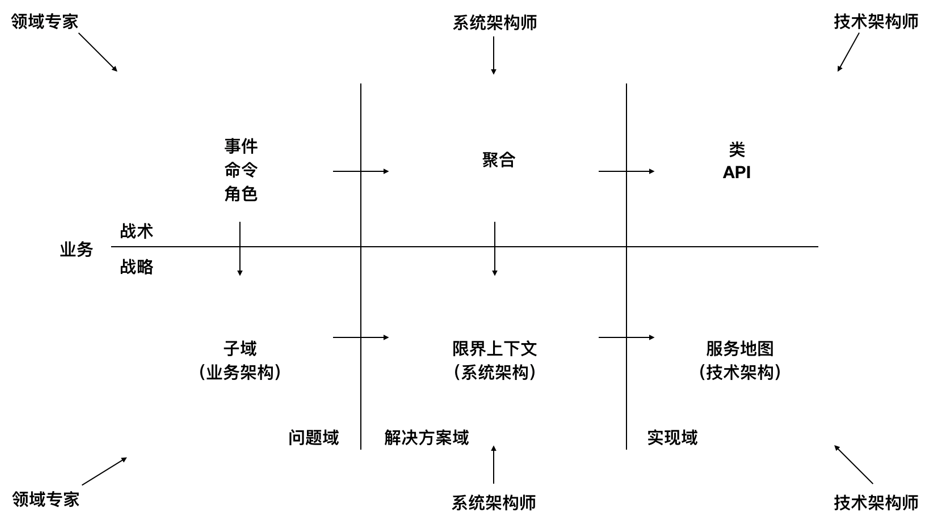 领域专家
系统架构师
技术架构师
事件
命令
角色
聚合
类
API
战术
业务
战略
子域
(业务架构)
限界上下文
(系统架构)
服务地图
(技术架构)
问题域
解决方案域
实现域
领域专家
系统架构师
技术架构师